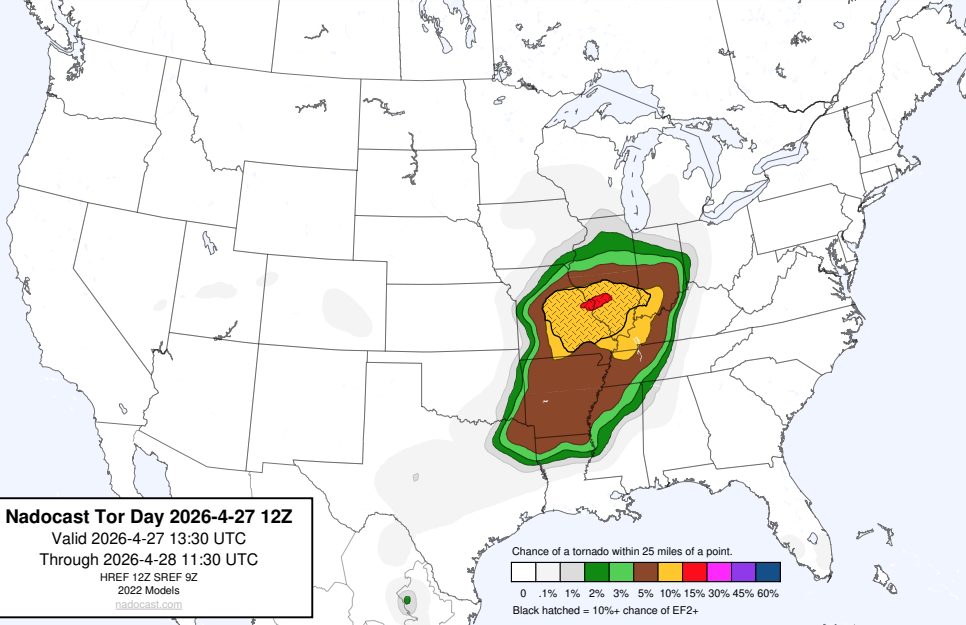 Nadocast Tor Day 2026-4-27 12Z
Valid 2026-4-27 13:30 UTC
Through 2026-4-28 11:30 UTC
HREF 12Z SREF 9Z
2022 Models
nadocast.com
Chance of a tornado within 25 miles of a point.
0 .1% 1% 2% 3% 5% 10% 15% 30% 45% 60%
Black hatched = 10%+ chance of EF2+